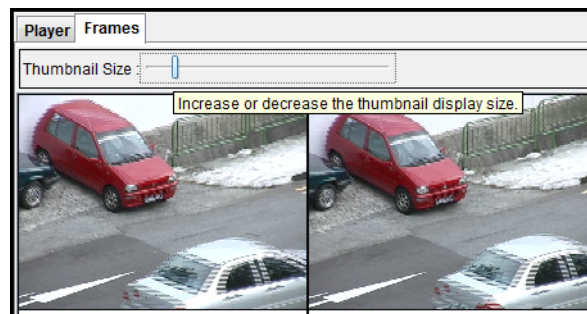 Player Frames
Thumbnail Size :
Increase or decrease the thumbnail display size.